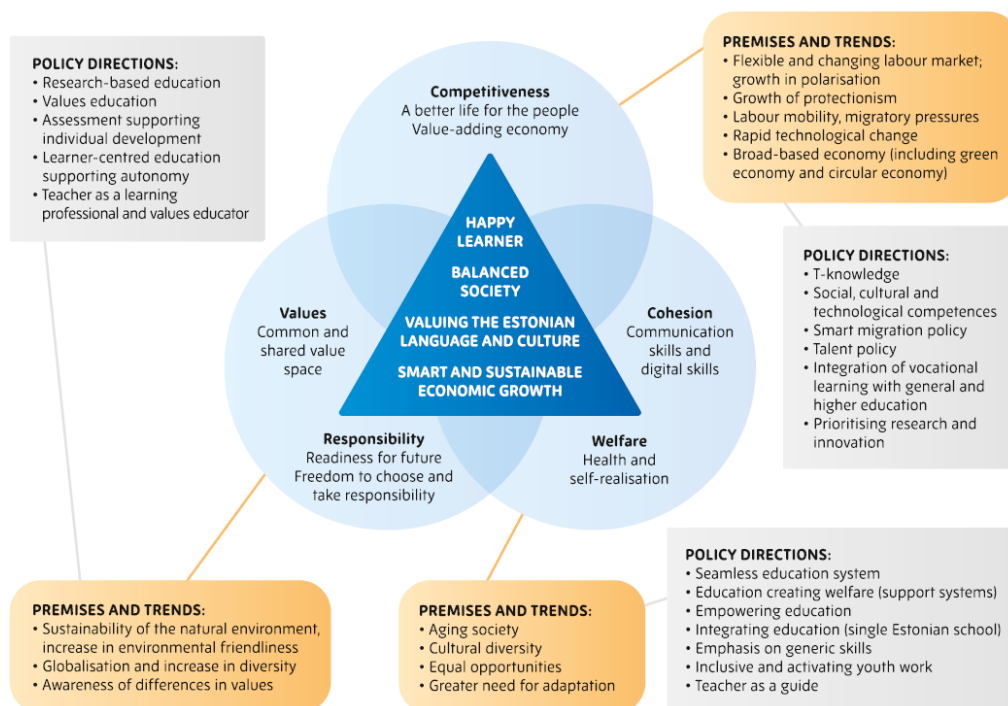 POLICY DIRECTIONS:
• Research-based education
• Values education
• Assessment supporting
individual development
• Learner-centred education
supporting autonomy
• Teacher as a learning
professional and values educator
Competitiveness
A better life for the people
Value-adding economy
PREMISES AND TRENDS:
• Flexible and changing labour market;
growth in polarisation
• Growth of protectionism
• Labour mobility, migratory pressures
• Rapid technological change
• Broad-based economy (including green
economy and circular economy)
HAPPY
LEARNER
BALANCED
SOCIETY
VALUING THE ESTONIAN
LANGUAGE AND CULTURE
SMART AND SUSTAINABLE
ECONOMIC GROWTH
Values
Common and
shared value
space
Cohesion
Communication
skills and
digital skills
POLICY DIRECTIONS:
• T-knowledge
• Social, cultural and
technological competences
• Smart migration policy
• Talent policy
• Integration of vocational
learning with general and
higher education
• Prioritising research and
innovation
Responsibility
Readiness for future
Freedom to choose and
take responsibility
Welfare
Health and
self-realisation
PREMISES AND TRENDS:
• Sustainability of the natural environment,
increase in environmental friendliness
• Globalisation and increase in diversity
• Awareness of differences in values
PREMISES AND TRENDS:
• Aging society
• Cultural diversity
• Equal opportunities
• Greater need for adaptation
POLICY DIRECTIONS:
• Seamless education system
• Education creating welfare (support systems)
• Empowering education
• Integrating education (single Estonian school)
• Emphasis on generic skills
• Inclusive and activating youth work
• Teacher as a guide